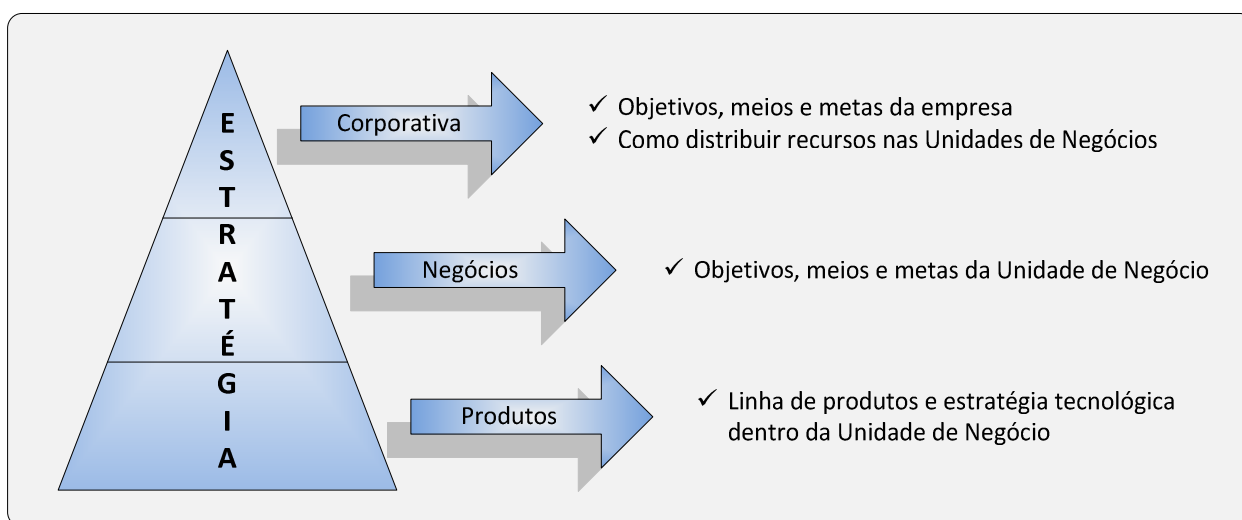 ESTRATÉGIA
Corporativa
✓ Objetivos, meios e metas da empresa
✓ Como distribuir recursos nas Unidades de Negócios
Negócios
✓ Objetivos, meios e metas da Unidade de Negócio
Produtos
✓ Linha de produtos e estratégia tecnológica
dentro da Unidade de Negócio